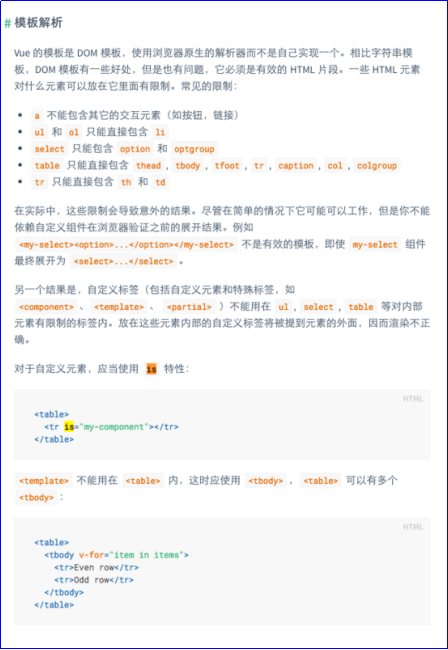 # 模板解析
Vue 的模板是 DOM 模板，使用浏览器原生的解析器而不是自己实现一个。相比字符串模
板，DOM 模板有一些好处，但是也有问题，它必须是有效的 HTML 片段。一些 HTML 元素
对什么元素可以放在它里面有限制。常见的限制：
• a 不能包含其它的交互元素（如按钮，链接）
• ul 和 ol 只能直接包含 li
• select 只能包含 option 和 optgroup
• table 只能直接包含 thead, tbody, tfoot, tr, caption, col, colgroup
• tr 只能直接包含 th 和 td
在实际中，这些限制会导致意外的结果。尽管在简单的情况下它可能可以工作，但是你不能
依赖自定义组件在浏览器验证之前的展开结果。例如
<my-select><option>...</option></my-select> 不是有效的模板，即使 my-select 组件
最终展开为 <select>...</select> 。
另一个结果是，自定义标签（包括自定义元素和特殊标签，如
<component> 、 <template> 、 <partial> ）不能用在 ul , select , table 等对内部
元素有限制的标签内。放在这些元素内部的自定义标签将被提到元素的外面，因而渲染不正
确。
对于自定义元素，应当使用 is 特性：
HTML
<table>
<tr is="my-component"></tr>
</table>
<template> 不能用在 <table> 内，这时应使用 <tbody> ， <table> 可以有多个
<tbody> ：
HTML
<table>
<tbody v-for="item in items">
<tr>Even row</tr>
<tr>Odd row</tr>
</tbody>
</table>